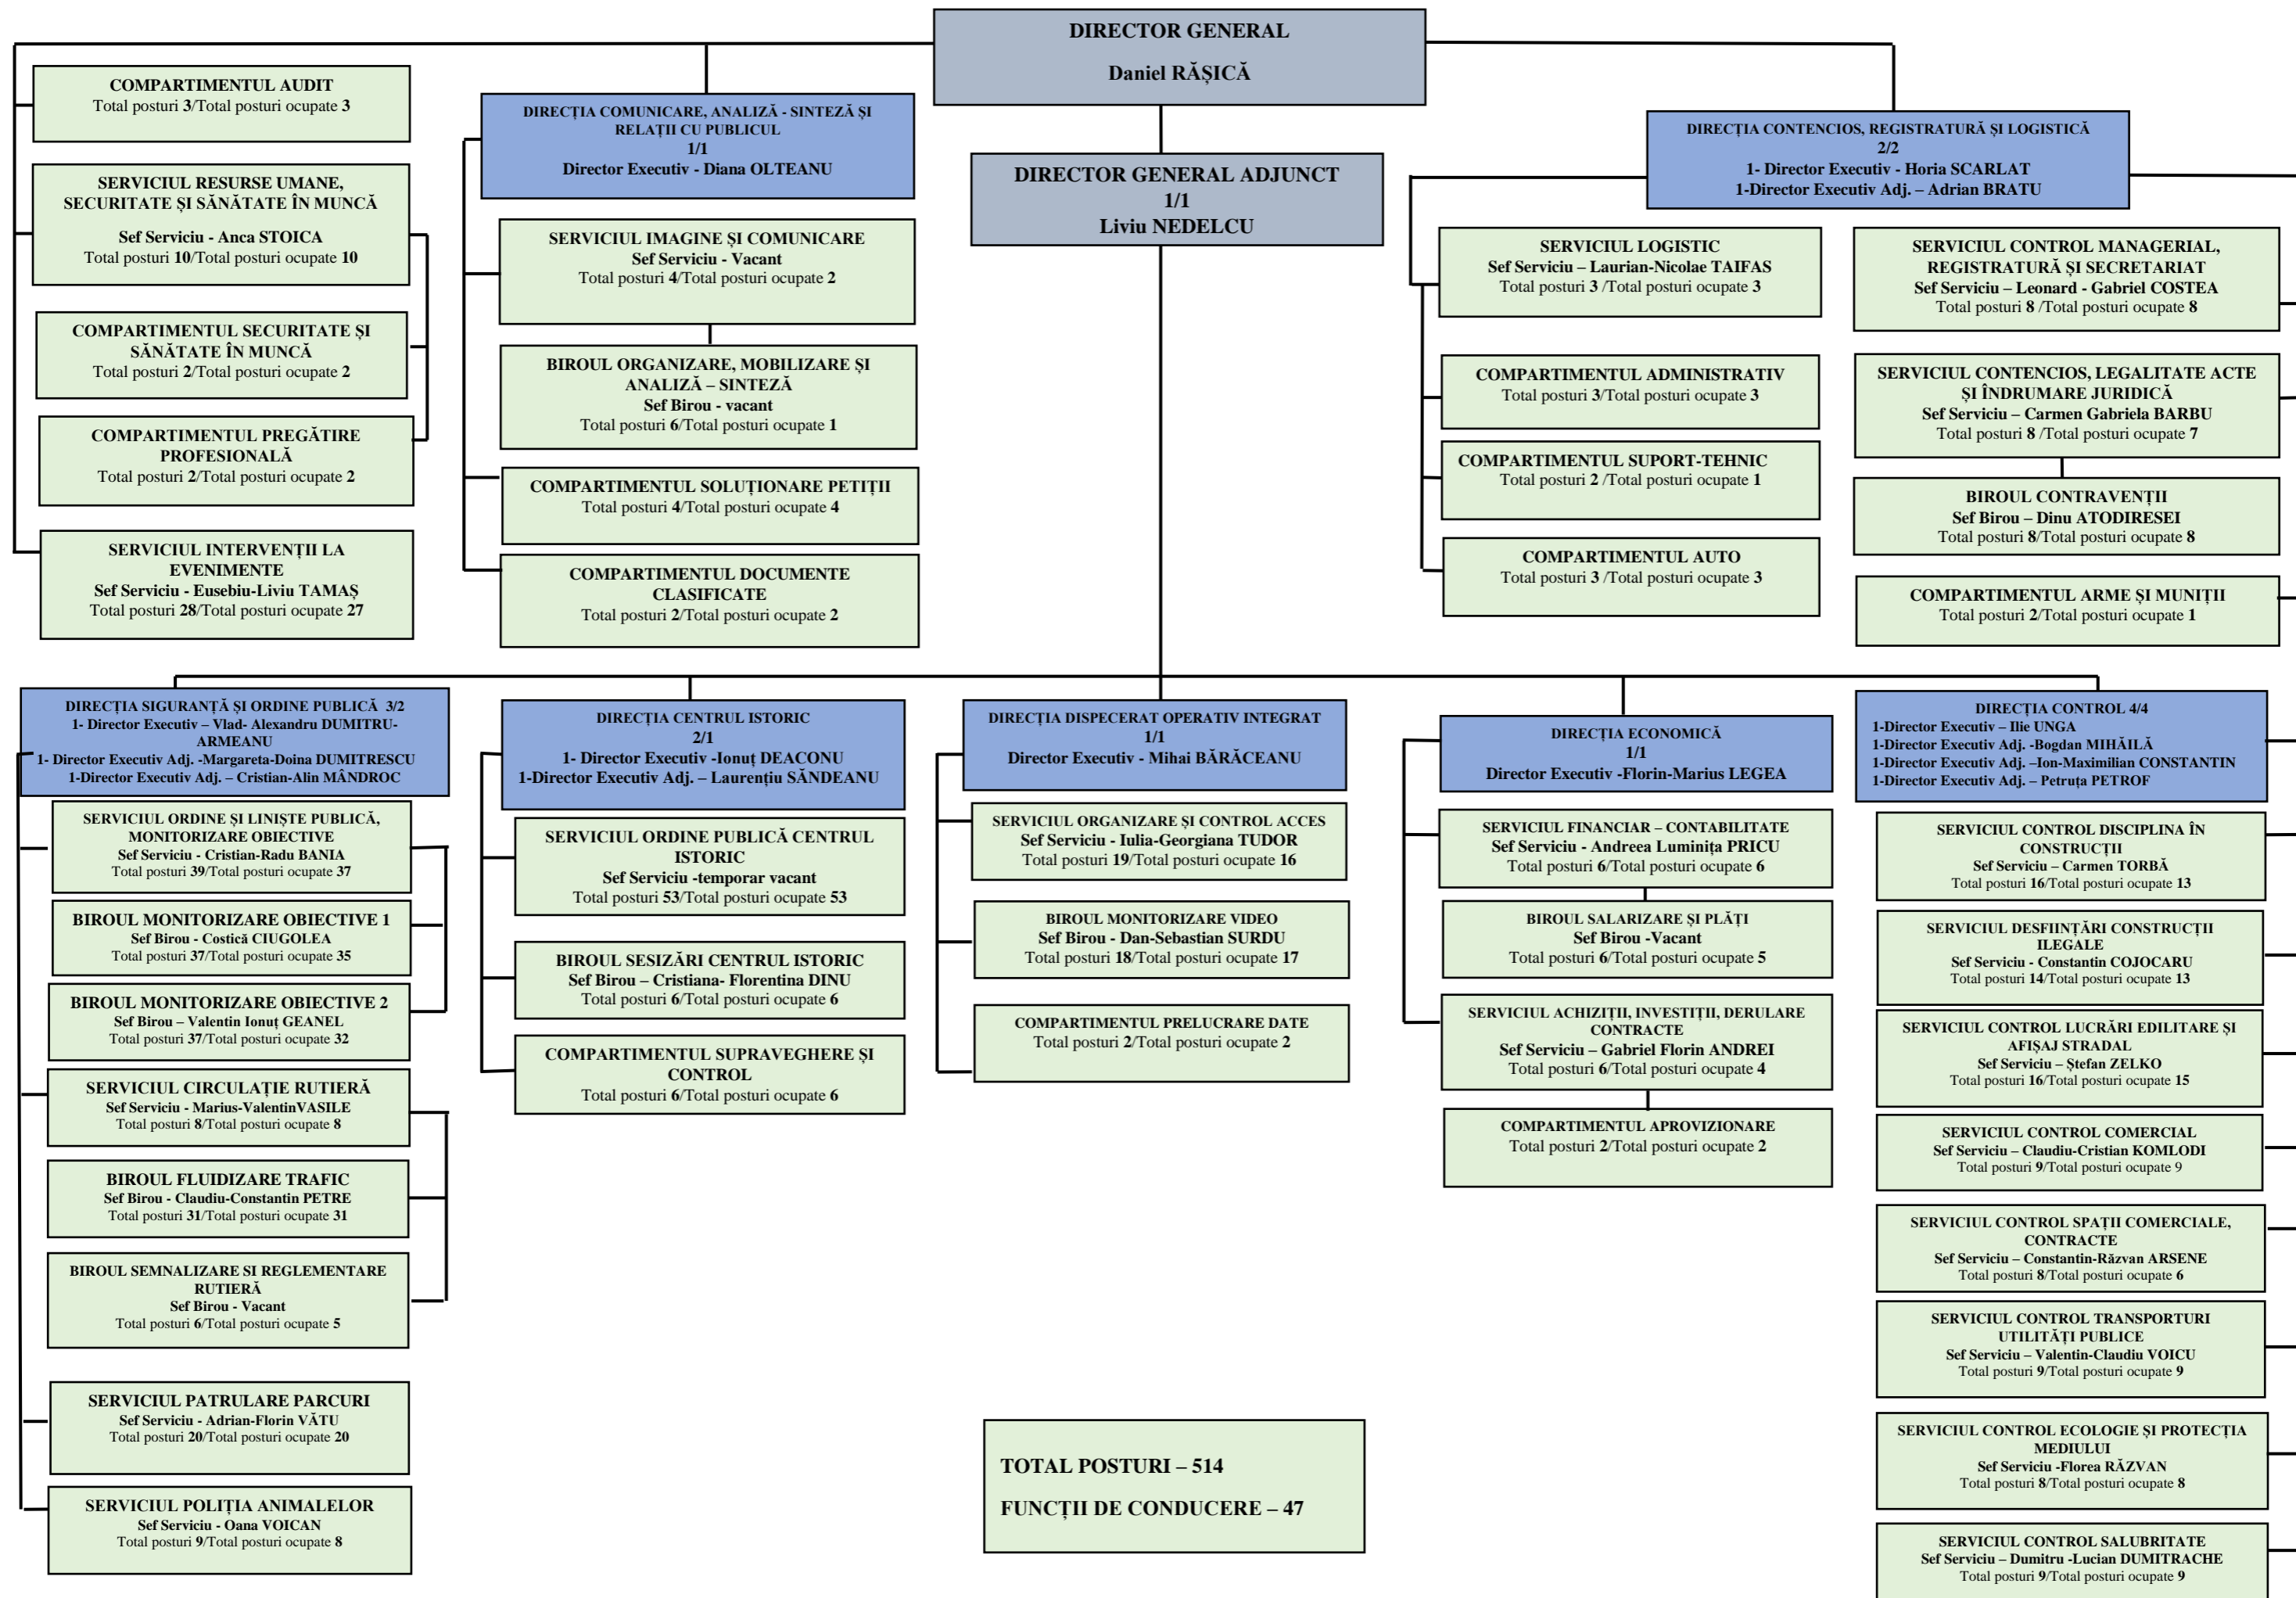 DIRECTOR GENERAL
Daniel RĂȘICĂ
COMPARTIMENTUL AUDIT
Total posturi 3/Total posturi ocupate 3
SERVICIUL RESURSE UMANE,
SECURITATE ȘI SĂNĂTATE ÎN MUNCĂ
Sef Serviciu - Anca STOICA
Total posturi 10/Total posturi ocupate 10
COMPARTIMENTUL SECURITATE ȘI
SĂNĂTATE ÎN MUNCĂ
Total posturi 2/Total posturi ocupate 2
COMPARTIMENTUL PREGĂTIRE
PROFESIONALĂ
Total posturi 2/Total posturi ocupate 2
SERVICIUL INTERVENȚII LA
EVENIMENTE
Sef Serviciu - Eusebiu-Liviu TAMAȘ
Total posturi 28/Total posturi ocupate 27
DIRECȚIA COMUNICARE, ANALIZĂ - SINTEZĂ ȘI
RELAȚII CU PUBLICUL
1/1
Director Executiv - Diana OLTEANU
SERVICIUL IMAGINE ȘI COMUNICARE
Sef Serviciu - Vacant
Total posturi 4/Total posturi ocupate 2
BIROUL ORGANIZARE, MOBILIZARE ȘI
ANALIZĂ – SINTEZĂ
Sef Birou - vacant
Total posturi 6/Total posturi ocupate 1
COMPARTIMENTUL SOLUȚIONARE PETIȚII
Total posturi 4/Total posturi ocupate 4
COMPARTIMENTUL DOCUMENTE
CLASIFICATE
Total posturi 2/Total posturi ocupate 2
DIRECTOR GENERAL ADJUNCT
1/1
Liviu NEDELCU
DIRECȚIA CONTENCIOS, REGISTRATURĂ ȘI LOGISTICĂ
2/2
1- Director Executiv - Horia SCARLAT
1-Director Executiv Adj. – Adrian BRATU
SERVICIUL LOGISTIC
Sef Serviciu – Laurian-Nicolae TAIFAS
Total posturi 3 /Total posturi ocupate 3
COMPARTIMENTUL ADMINISTRATIV
Total posturi 3/Total posturi ocupate 3
COMPARTIMENTUL SUPORT-TEHNIC
Total posturi 2 /Total posturi ocupate 1
COMPARTIMENTUL AUTO
Total posturi 3 /Total posturi ocupate 3
SERVICIUL CONTROL MANAGERIAL,
REGISTRATURĂ ȘI SECRETARIAT
Sef Serviciu – Leonard - Gabriel COSTEA
Total posturi 8 /Total posturi ocupate 8
SERVICIUL CONTENCIOS, LEGALITATE ACTE
ȘI ÎNDRUMARE JURIDICĂ
Sef Serviciu – Carmen Gabriela BARBU
Total posturi 8 /Total posturi ocupate 7
BIROUL CONTRAVENȚII
Sef Birou – Dinu ATODIRESEI
Total posturi 8/Total posturi ocupate 8
COMPARTIMENTUL ARME ȘI MUNIȚII
Total posturi 2/Total posturi ocupate 1
DIRECȚIA SIGURANȚĂ ȘI ORDINE PUBLICĂ 3/2
1- Director Executiv – Vlad- Alexandru DUMITRU-
ARMEANU
1- Director Executiv Adj. -Margareta-Doina DUMITRESCU
1-Director Executiv Adj. – Cristian-Alin MÂNDROC
SERVICIUL ORDINE ȘI LINIȘTE PUBLICĂ,
MONITORIZARE OBIECTIVE
Sef Serviciu - Cristian-Radu BANIA
Total posturi 39/Total posturi ocupate 37
BIROUL MONITORIZARE OBIECTIVE 1
Sef Birou - Costică CIUGOLEA
Total posturi 37/Total posturi ocupate 35
BIROUL MONITORIZARE OBIECTIVE 2
Sef Birou – Valentin Ionuț GEANEL
Total posturi 37/Total posturi ocupate 32
SERVICIUL CIRCULAȚIE RUTIERĂ
Sef Serviciu - Marius-ValentinVASILE
Total posturi 8/Total posturi ocupate 8
BIROUL FLUIDIZARE TRAFIC
Sef Birou - Claudiu-Constantin PETRE
Total posturi 31/Total posturi ocupate 31
BIROUL SEMNALIZARE SI REGLEMENTARE
RUTIERĂ
Sef Birou - Vacant
Total posturi 6/Total posturi ocupate 5
SERVICIUL PATRULARE PARCURI
Sef Serviciu - Adrian-Florin VĂTU
Total posturi 20/Total posturi ocupate 20
SERVICIUL POLIȚIA ANIMALELOR
Sef Serviciu - Oana VOICAN
Total posturi 9/Total posturi ocupate 8
DIRECȚIA CENTRUL ISTORIC
2/1
1- Director Executiv -Ionuț DEACONU
1-Director Executiv Adj. – Laurențiu SĂNDEANU
SERVICIUL ORDINE PUBLICĂ CENTRUL
ISTORIC
Sef Serviciu -temporar vacant
Total posturi 53/Total posturi ocupate 53
BIROUL SESIZĂRI CENTRUL ISTORIC
Sef Birou – Cristiana- Florentina DINU
Total posturi 6/Total posturi ocupate 6
COMPARTIMENTUL SUPRAVEGHERE ȘI
CONTROL
Total posturi 6/Total posturi ocupate 6
DIRECȚIA DISPECERAT OPERATIV INTEGRAT
1/1
Director Executiv - Mihai BĂRĂCEANU
SERVICIUL ORGANIZARE ȘI CONTROL ACCES
Sef Serviciu - Iulia-Georgiana TUDOR
Total posturi 19/Total posturi ocupate 16
BIROUL MONITORIZARE VIDEO
Sef Birou - Dan-Sebastian SURDU
Total posturi 18/Total posturi ocupate 17
COMPARTIMENTUL PRELUCRARE DATE
Total posturi 2/Total posturi ocupate 2
DIRECȚIA ECONOMICĂ
1/1
Director Executiv -Florin-Marius LEGEA
SERVICIUL FINANCIAR – CONTABILITATE
Sef Serviciu - Andreea Luminița PRICU
Total posturi 6/Total posturi ocupate 6
BIROUL SALARIZARE ȘI PLĂȚI
Sef Birou -Vacant
Total posturi 6/Total posturi ocupate 5
SERVICIUL ACHIZIȚII, INVESTIȚII, DERULARE
CONTRACTE
Sef Serviciu – Gabriel Florin ANDREI
Total posturi 6/Total posturi ocupate 4
COMPARTIMENTUL APROVIZIONARE
Total posturi 2/Total posturi ocupate 2
DIRECȚIA CONTROL 4/4
1-Director Executiv – Ilie UNGA
1-Director Executiv Adj. -Bogdan MIHĂILĂ
1-Director Executiv Adj. –Ion-Maximilian CONSTANTIN
1-Director Executiv Adj. – Petruța PETROF
SERVICIUL CONTROL DISCIPLINA ÎN
CONSTRUCȚII
Sef Serviciu – Carmen TORBĂ
Total posturi 16/Total posturi ocupate 13
SERVICIUL DESFIINȚĂRI CONSTRUCȚII
ILEGALE
Sef Serviciu - Constantin COJOCARU
Total posturi 14/Total posturi ocupate 13
SERVICIUL CONTROL LUCRĂRI EDILITARE ȘI
AFIȘAJ STRADAL
Sef Serviciu – Ștefan ZELKO
Total posturi 16/Total posturi ocupate 15
SERVICIUL CONTROL COMERCIAL
Sef Serviciu – Claudiu-Cristian KOMLODI
Total posturi 9/Total posturi ocupate 9
SERVICIUL CONTROL SPAȚII COMERCIALE,
CONTRACTE
Sef Serviciu – Constantin-Răzvan ARSENE
Total posturi 8/Total posturi ocupate 6
SERVICIUL CONTROL TRANSPORTURI
UTILITĂȚI PUBLICE
Sef Serviciu – Valentin-Claudiu VOICU
Total posturi 9/Total posturi ocupate 9
SERVICIUL CONTROL ECOLOGIE ȘI PROTECȚIA
MEDIULUI
Sef Serviciu -Florea RĂZVAN
Total posturi 8/Total posturi ocupate 8
SERVICIUL CONTROL SALUBRITATE
Sef Serviciu – Dumitru -Lucian DUMITRACHE
Total posturi 9/Total posturi ocupate 9
TOTAL POSTURI – 514
FUNCȚII DE CONDUCERE – 47